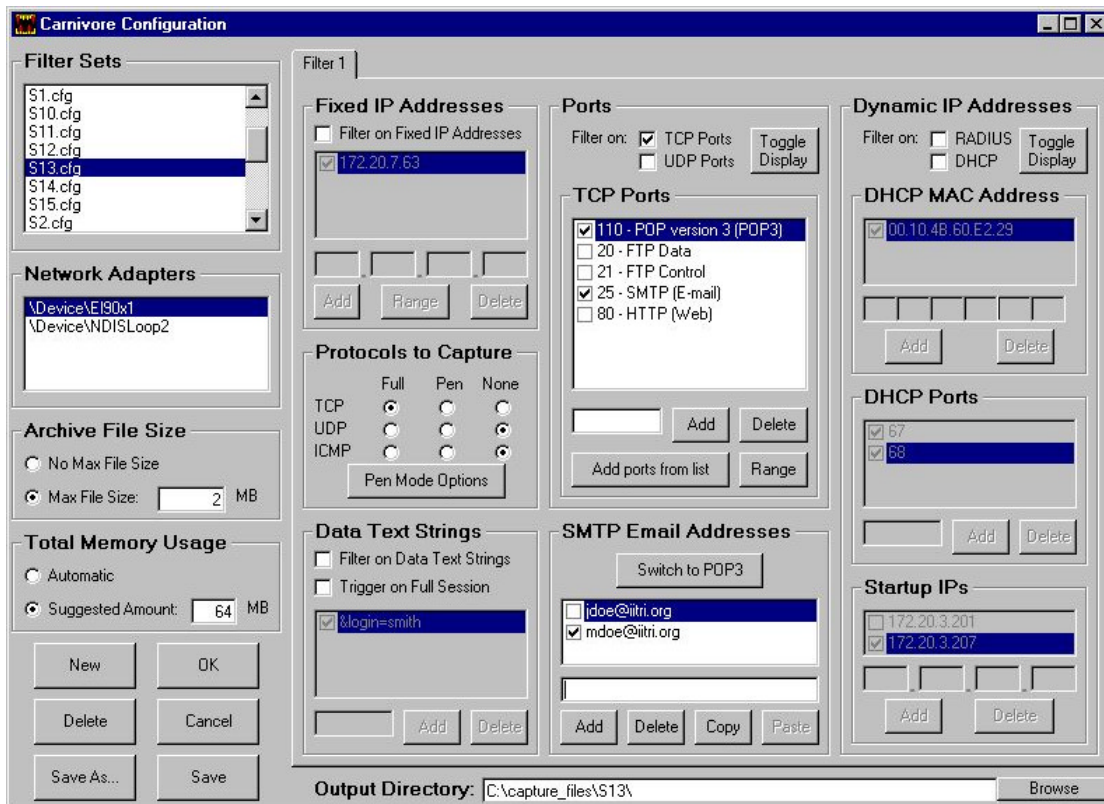 Carnivore Configuration
Filter Sets
S1.cfg
S10.cfg
S11.cfg
S12.cfg
S13.cfg
S14.cfg
S15.cfg
S2.cfg
Network Adapters
\Device\El90x1
\Device\NDISLoop2
Archive File Size
No Max File Size
Max File Size: 2 MB
Total Memory Usage
Automatic
Suggested Amount: 64 MB
New OK
Delete Cancel
Save As... Save
Filter 1
Fixed IP Addresses
Filter on Fixed IP Addresses
172.20.7.63
. . .
Add Range Delete
Protocols to Capture
Full Pen None
TCP
UDP
ICMP
Pen Mode Options
Data Text Strings
Filter on Data Text Strings
Trigger on Full Session
&login=smith
Add Delete
Ports
Filter on: TCP Ports Toggle Display
UDP Ports
TCP Ports
110 - POP version 3 (POP3)
20 - FTP Data
21 - FTP Control
25 - SMTP (E-mail)
80 - HTTP (Web)
Add Delete
Add ports from list Range
SMTP Email Addresses
Switch to POP3
jdoe@iitri.org
mdoe@iitri.org
Add Delete Copy Paste
Dynamic IP Addresses
Filter on: RADIUS Toggle Display
DHCP
DHCP MAC Address
00.10.4B.60.E2.29
Add Delete
DHCP Ports
67
68
Add Delete
Startup IPs
172.20.3.201
172.20.3.207
. . .
Add Delete
Output Directory: C:\capture_files\S13\ Browse